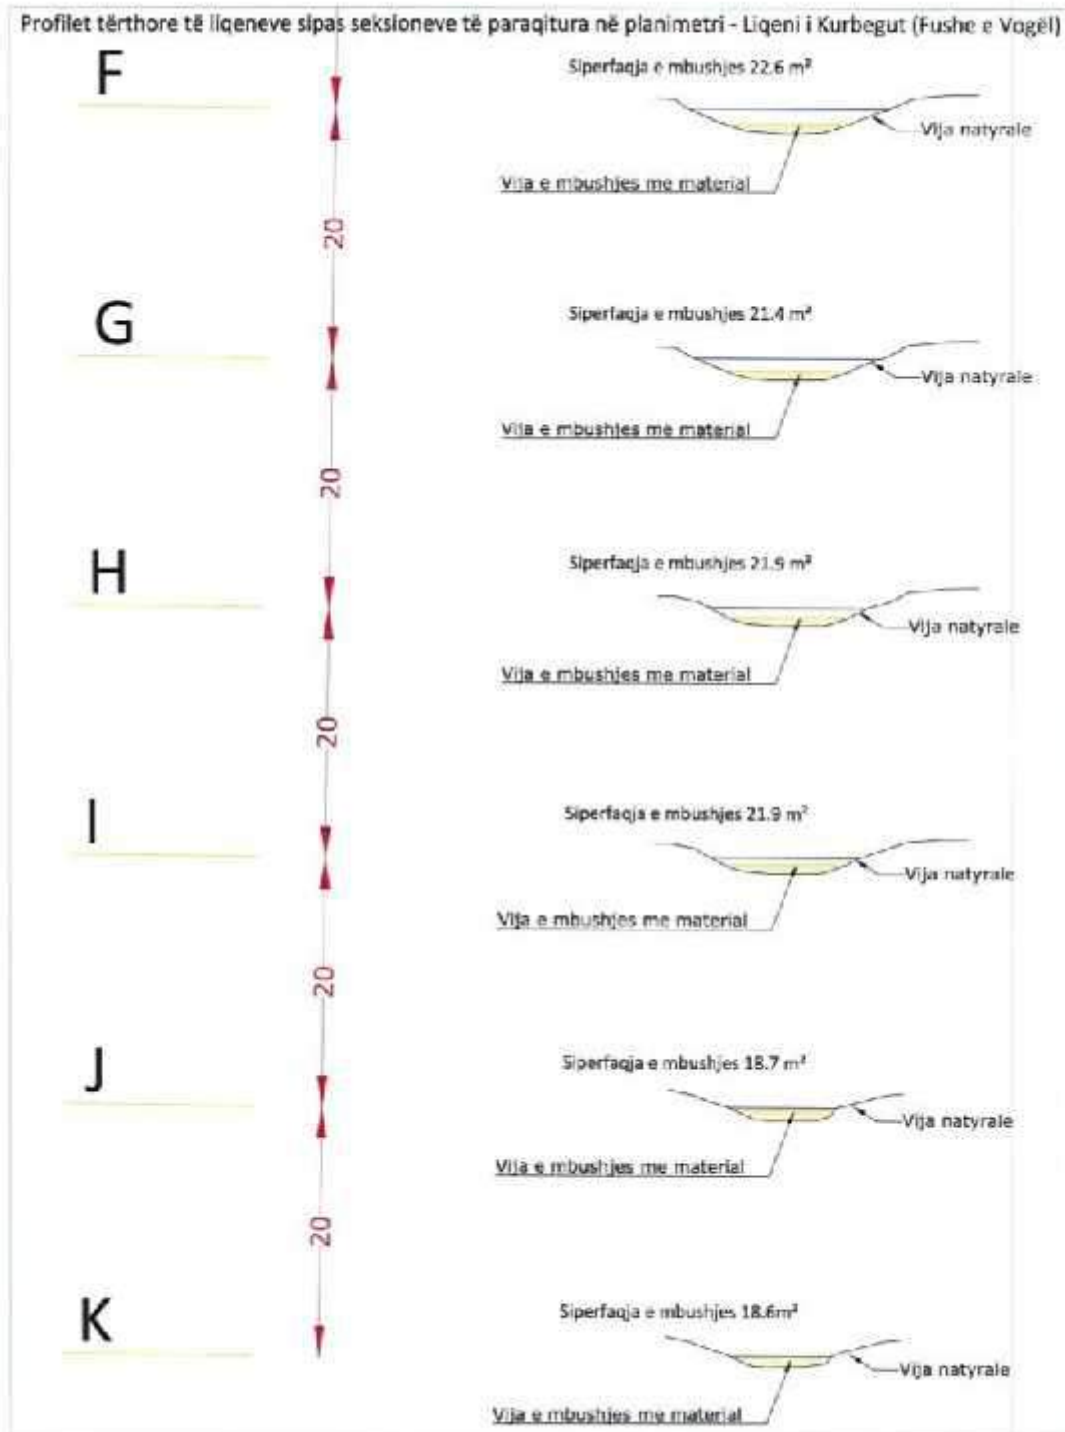 Profilet tërthore të liqeneve sipas seksioneve të paraqitura në planimetri - Liqeni i Kurbegut (Fushe e Vogël)
F
Siperfaqja e mbushjes 22.6 m²
Vija natyrale
Vija e mbushjes me material
20
G
Siperfaqja e mbushjes 21.4 m²
Vija natyrale
Vija e mbushjes me material
20
H
Siperfaqja e mbushjes 21.9 m²
Vija natyrale
Vija e mbushjes me material
20
I
Siperfaqja e mbushjes 21.9 m²
Vija natyrale
Vija e mbushjes me material
20
J
Siperfaqja e mbushjes 18.7 m²
Vija natyrale
Vija e mbushjes me material
20
K
Siperfaqja e mbushjes 18.6m²
Vija natyrale
Vija e mbushjes me material